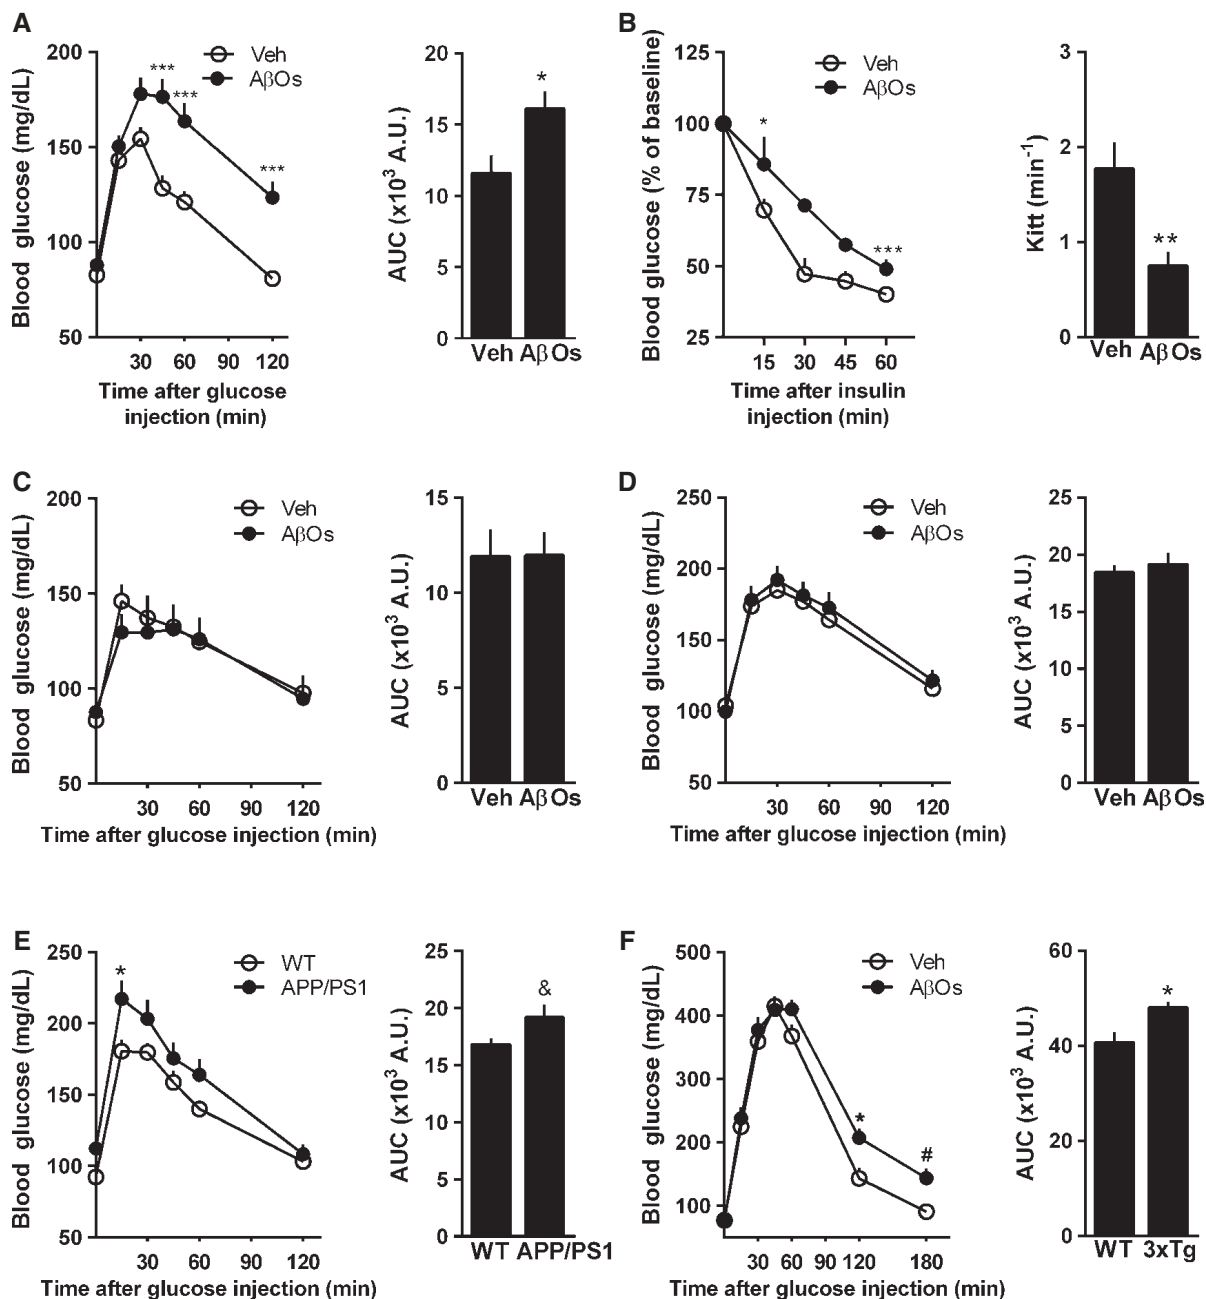 A
Blood glucose (mg/dL)
200
150
100
50
Veh
AβOs
***
***
***
30 60 90 120
Time after glucose
injection (min)
AUC (x10³ A.U.)
20
15
10
5
0
*
Veh AβOs
B
Blood glucose (% of baseline)
125
100
75
50
25
Veh
AβOs
*
***
15 30 45 60
Time after insulin
injection (min)
Kitt (min⁻¹)
3
2
1
0
**
Veh AβOs
C
Blood glucose (mg/dL)
200
150
100
50
Veh
AβOs
30 60 90 120
Time after glucose injection (min)
AUC (x10³ A.U.)
15
10
5
0
Veh AβOs
D
Blood glucose (mg/dL)
250
200
150
100
50
Veh
AβOs
30 60 90 120
Time after glucose injection (min)
AUC (x10³ A.U.)
25
20
15
10
5
0
Veh AβOs
E
Blood glucose (mg/dL)
250
200
150
100
50
WT
APP/PS1
*
30 60 90 120
Time after glucose injection (min)
AUC (x10³ A.U.)
25
20
15
10
5
0
&
WT APP/PS1
F
Blood glucose (mg/dL)
500
400
300
200
100
Veh
AβOs
*
#
30 60 90 120 180
Time after glucose injection (min)
AUC (x10³ A.U.)
60
40
20
0
*
WT 3xTg